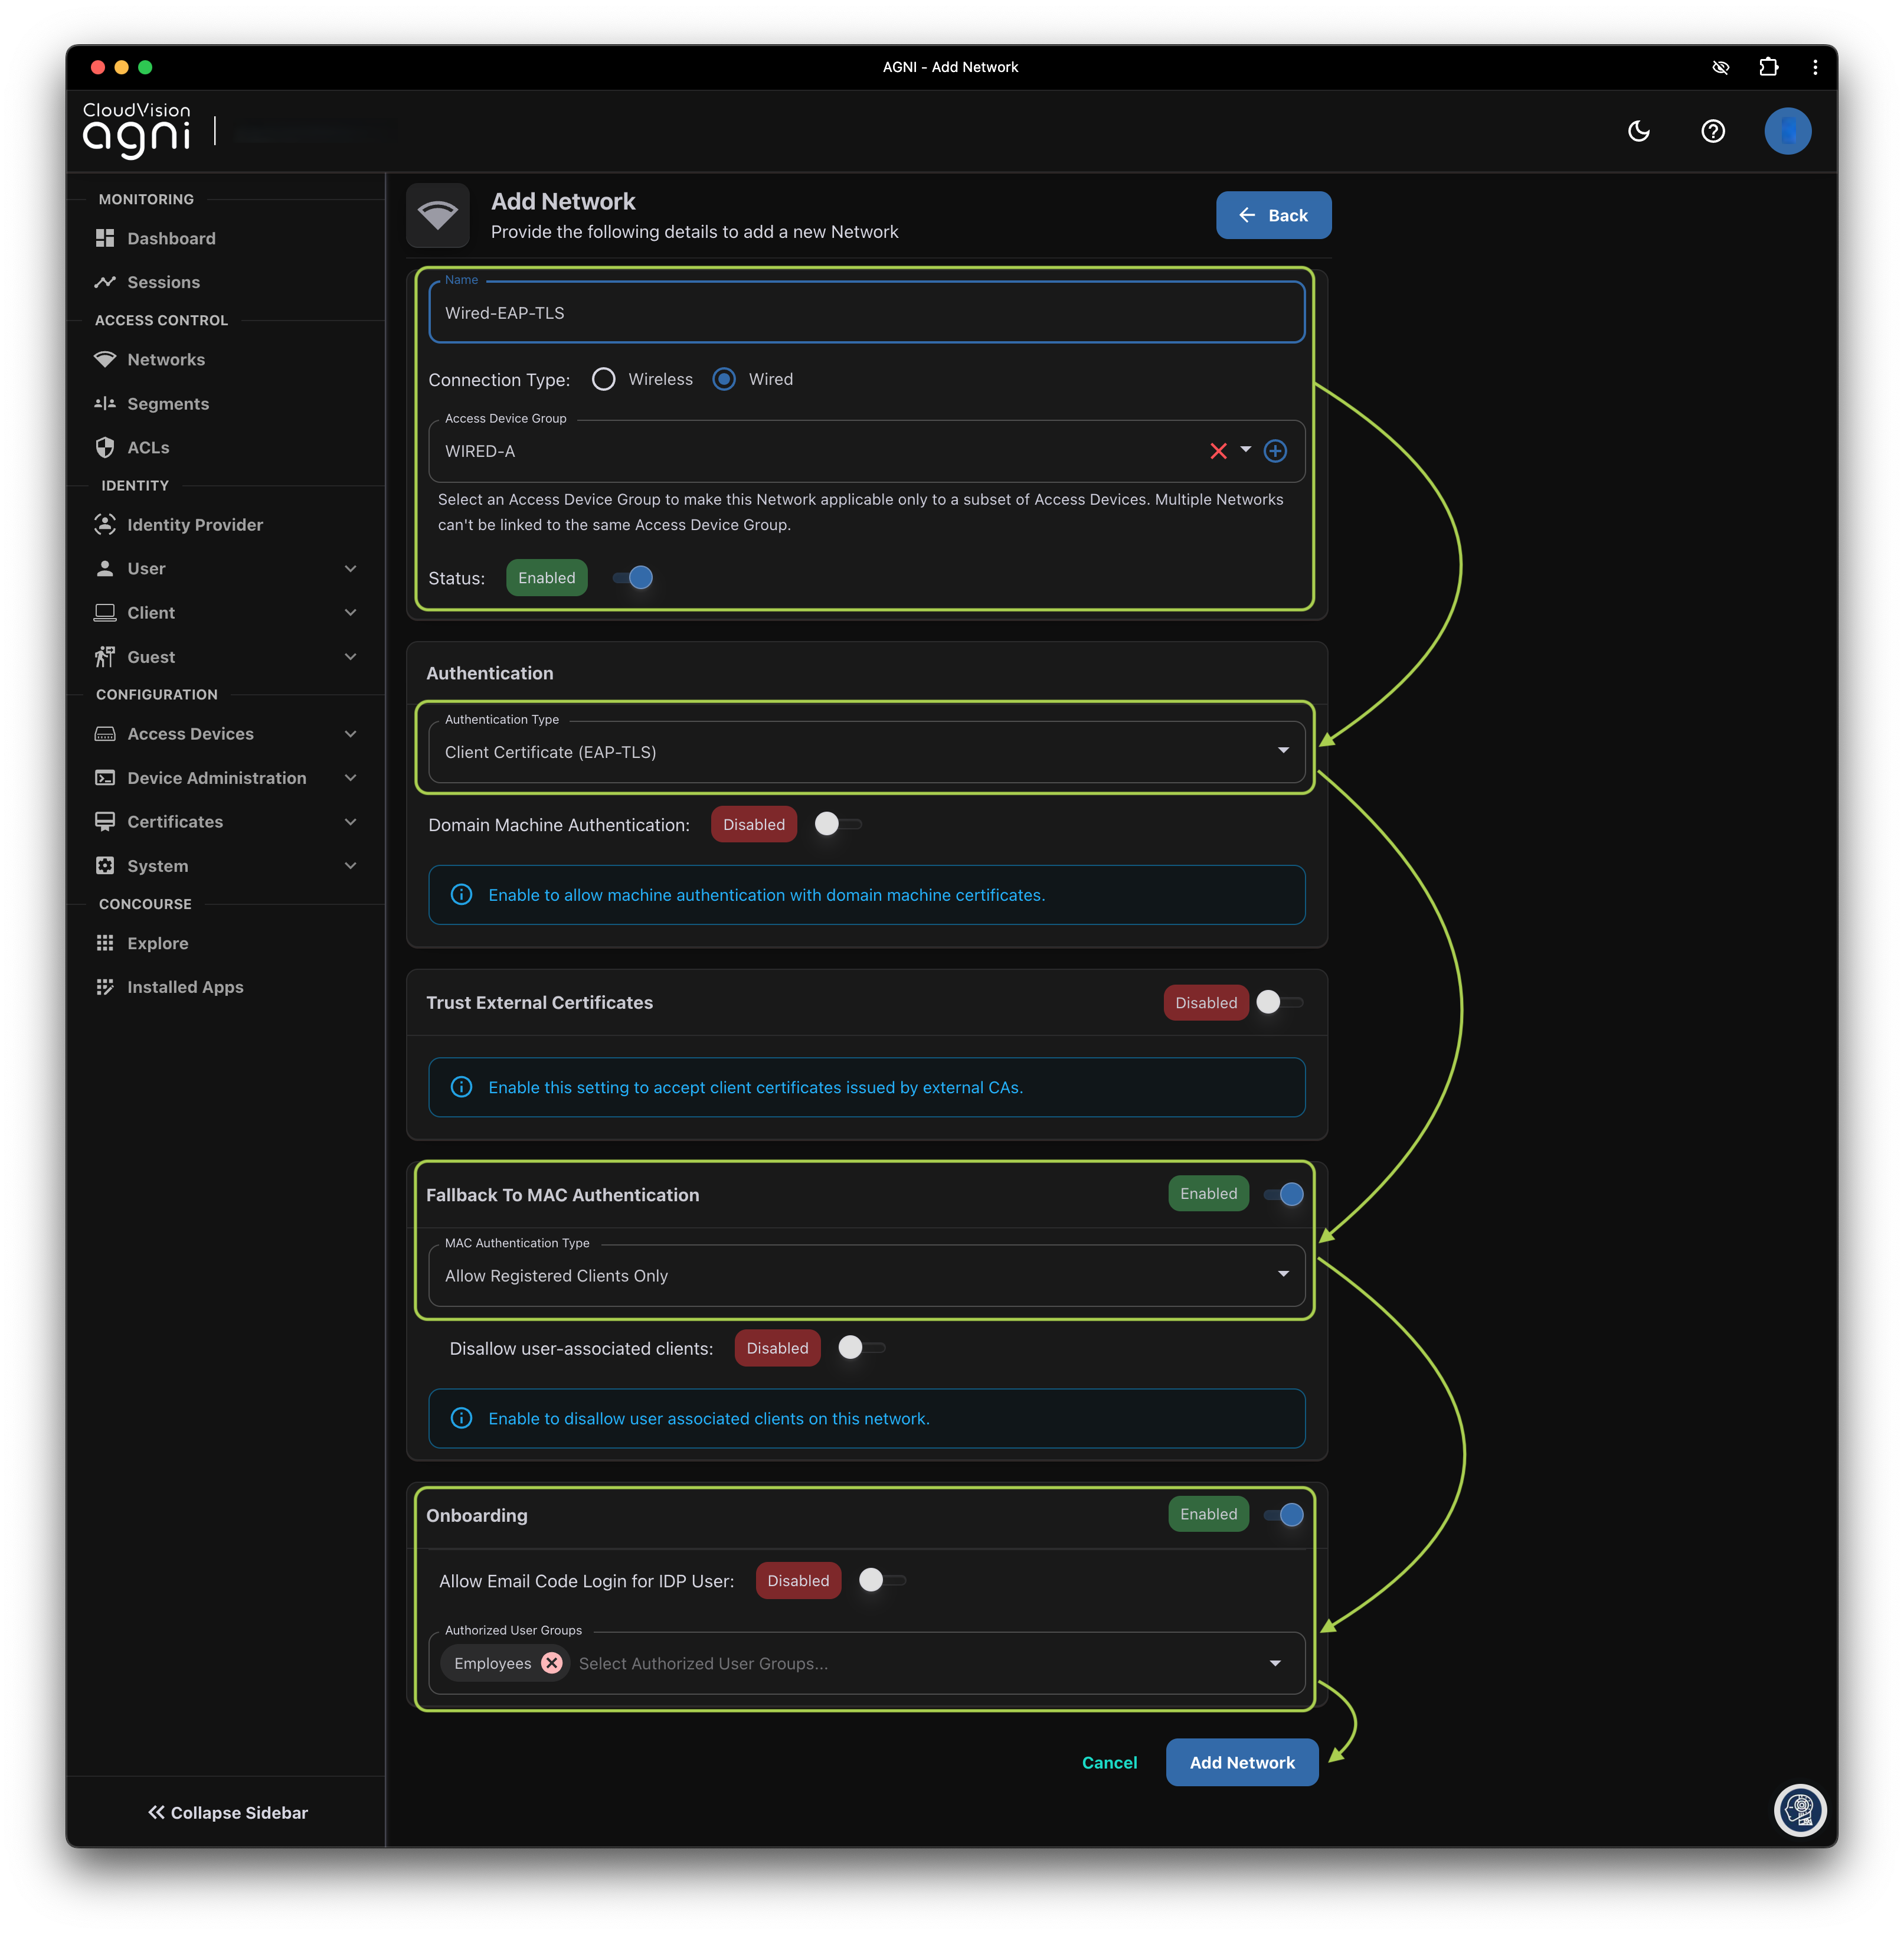 AGNI - Add Network
CloudVision
agni
MONITORING
Dashboard
Sessions
ACCESS CONTROL
Networks
Segments
ACLs
IDENTITY
Identity Provider
User
Client
Guest
CONFIGURATION
Access Devices
Device Administration
Certificates
System
CONCOURSE
Explore
Installed Apps
Collapse Sidebar
Add Network
Provide the following details to add a new Network
Back
Name
Wired-EAP-TLS
Connection Type: Wireless Wired
Access Device Group
WIRED-A
Select an Access Device Group to make this Network applicable only to a subset of Access Devices. Multiple Networks
can't be linked to the same Access Device Group.
Status: Enabled
Authentication
Authentication Type
Client Certificate (EAP-TLS)
Domain Machine Authentication: Disabled
Enable to allow machine authentication with domain machine certificates.
Trust External Certificates Disabled
Enable this setting to accept client certificates issued by external CAs.
Fallback To MAC Authentication Enabled
MAC Authentication Type
Allow Registered Clients Only
Disallow user-associated clients: Disabled
Enable to disallow user associated clients on this network.
Onboarding Enabled
Allow Email Code Login for IDP User: Disabled
Authorized User Groups
Employees Select Authorized User Groups...
Cancel Add Network